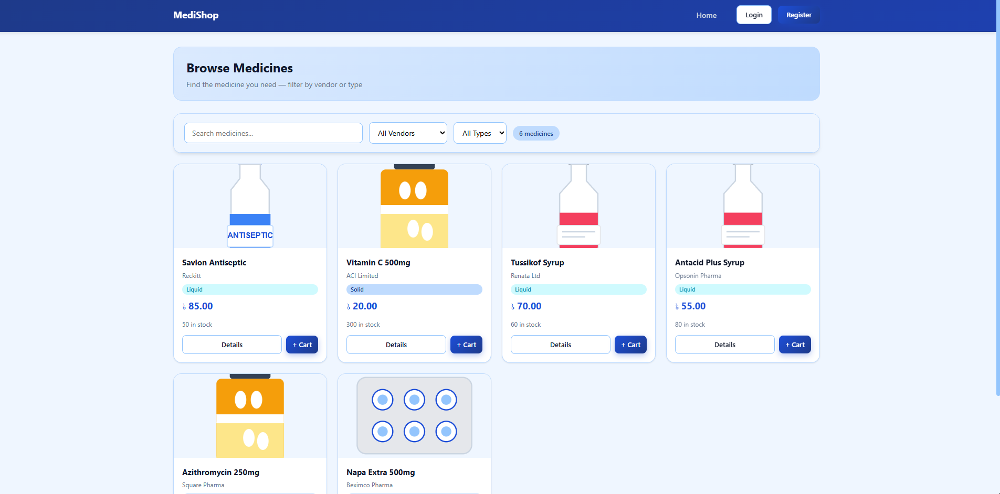 MediShop
Home
Login
Register
Browse Medicines
Find the medicine you need — filter by vendor or type
Search medicines...
All Vendors
All Types
6 medicines
ANTISEPTIC
Savlon Antiseptic
Reckitt
Liquid
৳ 85.00
50 in stock
Details
+ Cart
Vitamin C 500mg
ACI Limited
Solid
৳ 20.00
300 in stock
Details
+ Cart
Tussikof Syrup
Renata Ltd
Liquid
৳ 70.00
60 in stock
Details
+ Cart
Antacid Plus Syrup
Opsonin Pharma
Liquid
৳ 55.00
80 in stock
Details
+ Cart
Azithromycin 250mg
Square Pharma
Napa Extra 500mg
Beximco Pharma